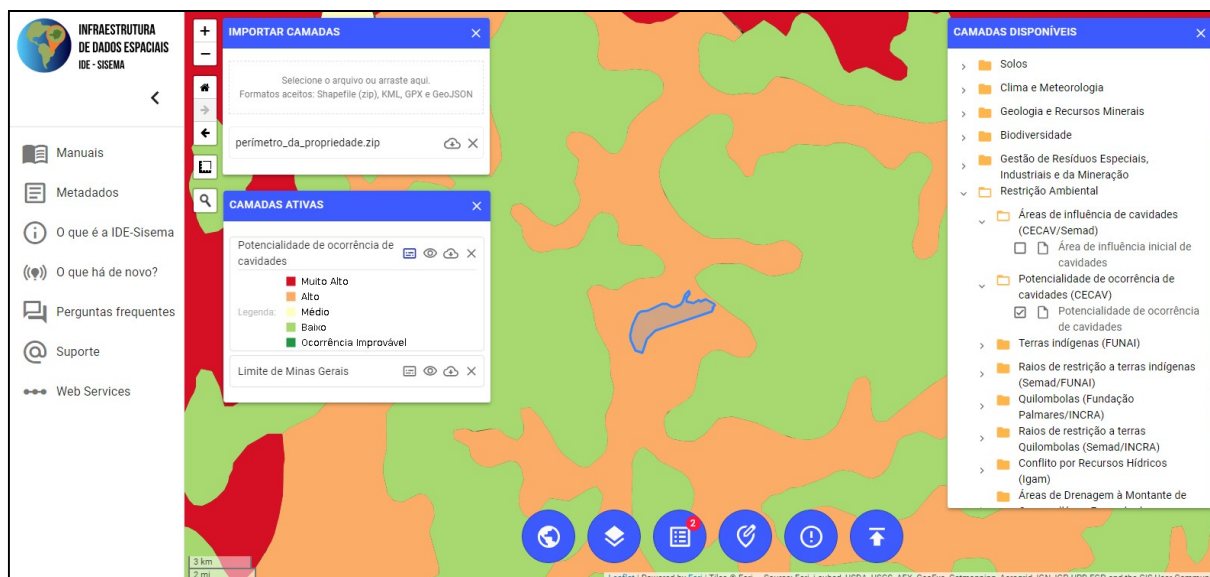 INFRAESTRUTURA
DE DADOS ESPACIAIS
IDE - SISEMA
Manuais
Metadados
O que é a IDE-Sisema
O que há de novo?
Perguntas frequentes
Suporte
Web Services
+
−
IMPORTAR CAMADAS
Selecione o arquivo ou arraste aqui.
Formatos aceitos: Shapefile (zip), KML, GPX e GeoJSON
perímetro_da_propriedade.zip
CAMADAS ATIVAS
Potencialidade de ocorrência de
cavidades
Legenda:
Muito Alto
Alto
Médio
Baixo
Ocorrência Improvável
Limite de Minas Gerais
CAMADAS DISPONÍVEIS
Solos
Clima e Meteorologia
Geologia e Recursos Minerais
Biodiversidade
Gestão de Resíduos Especiais,
Industriais e da Mineração
Restrição Ambiental
Áreas de influência de cavidades
(CECAV/Semad)
Área de influência inicial de
cavidades
Potencialidade de ocorrência de
cavidades (CECAV)
Potencialidade de ocorrência
de cavidades
Terras indígenas (FUNAI)
Raios de restrição a terras indígenas
(Semad/FUNAI)
Quilombolas (Fundação
Palmares/INCRA)
Raios de restrição a terras
Quilombolas (Semad/INCRA)
Conflito por Recursos Hídricos
(Igam)
Áreas de Drenagem à Montante de
2
3 km
2 mi